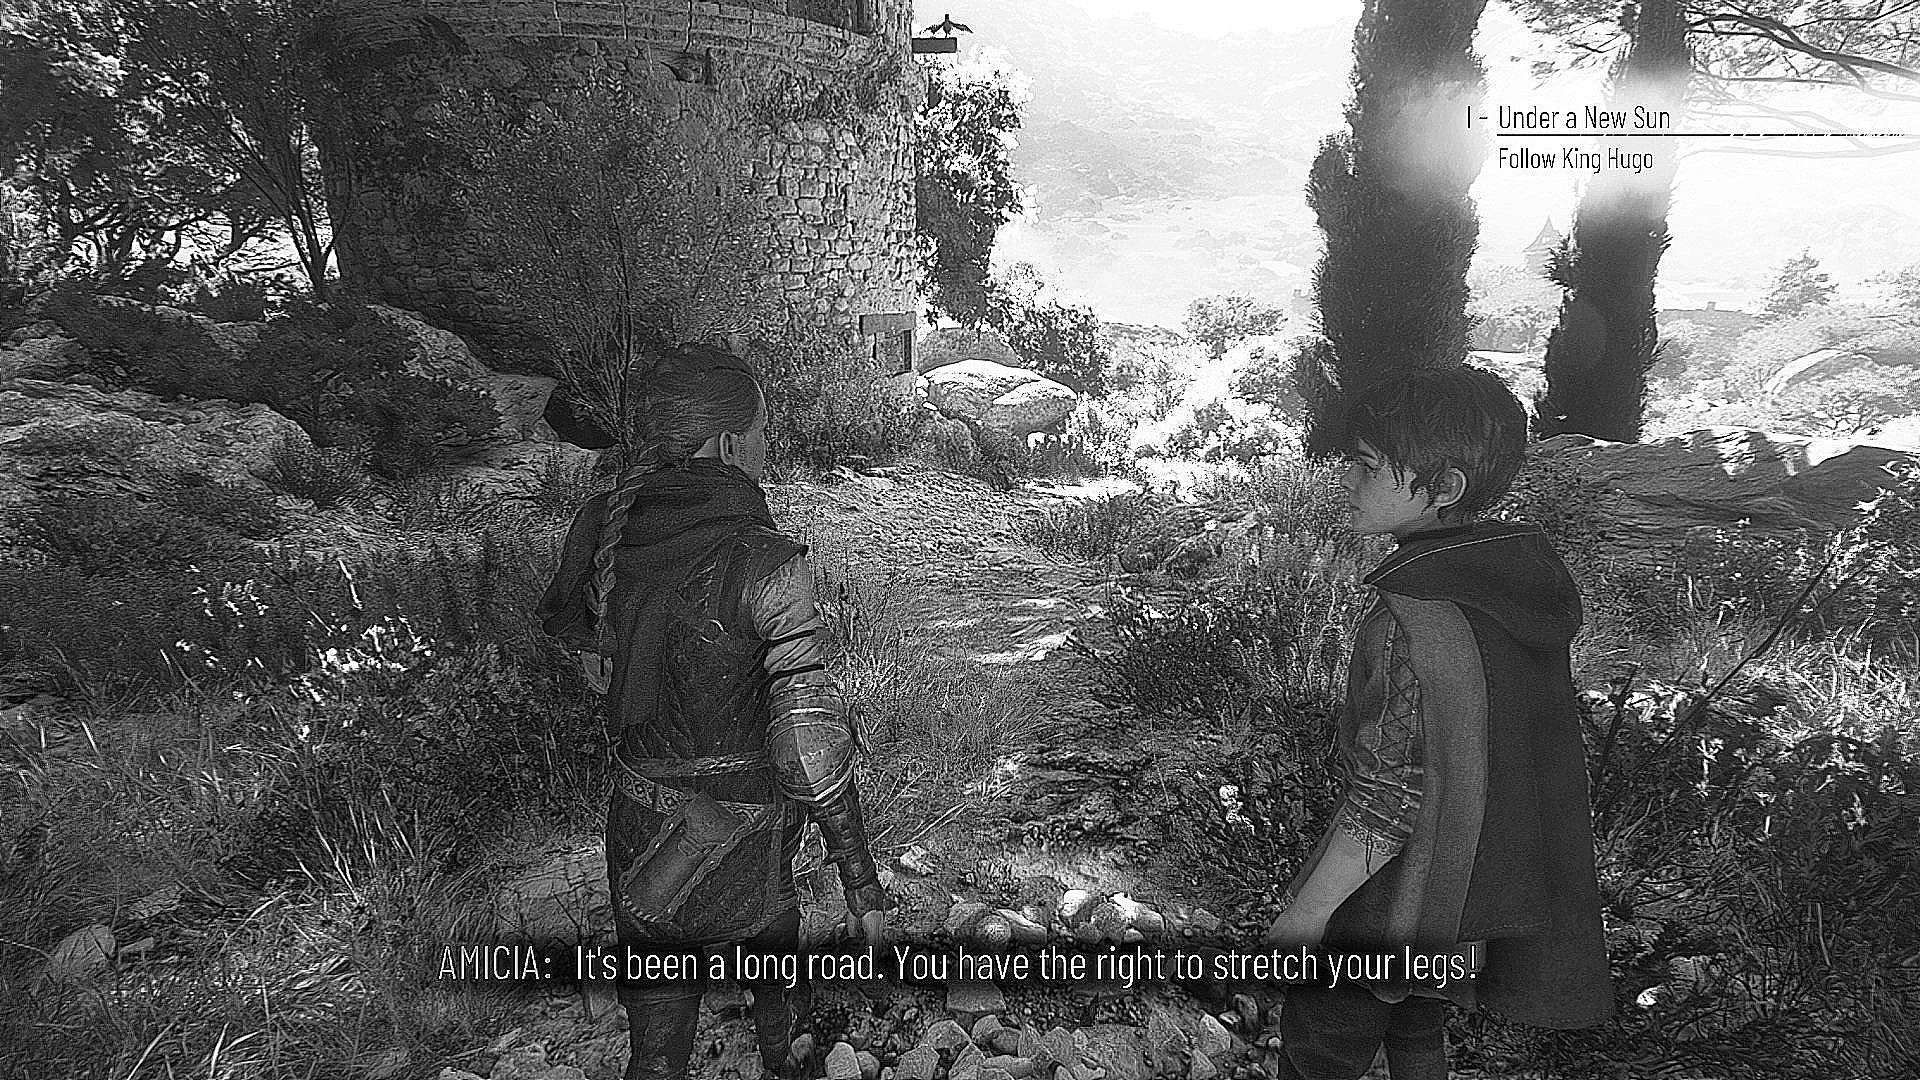 I - Under a New Sun
Follow King Hugo
AMICIA: It's been a long road. You have the right to stretch your legs!